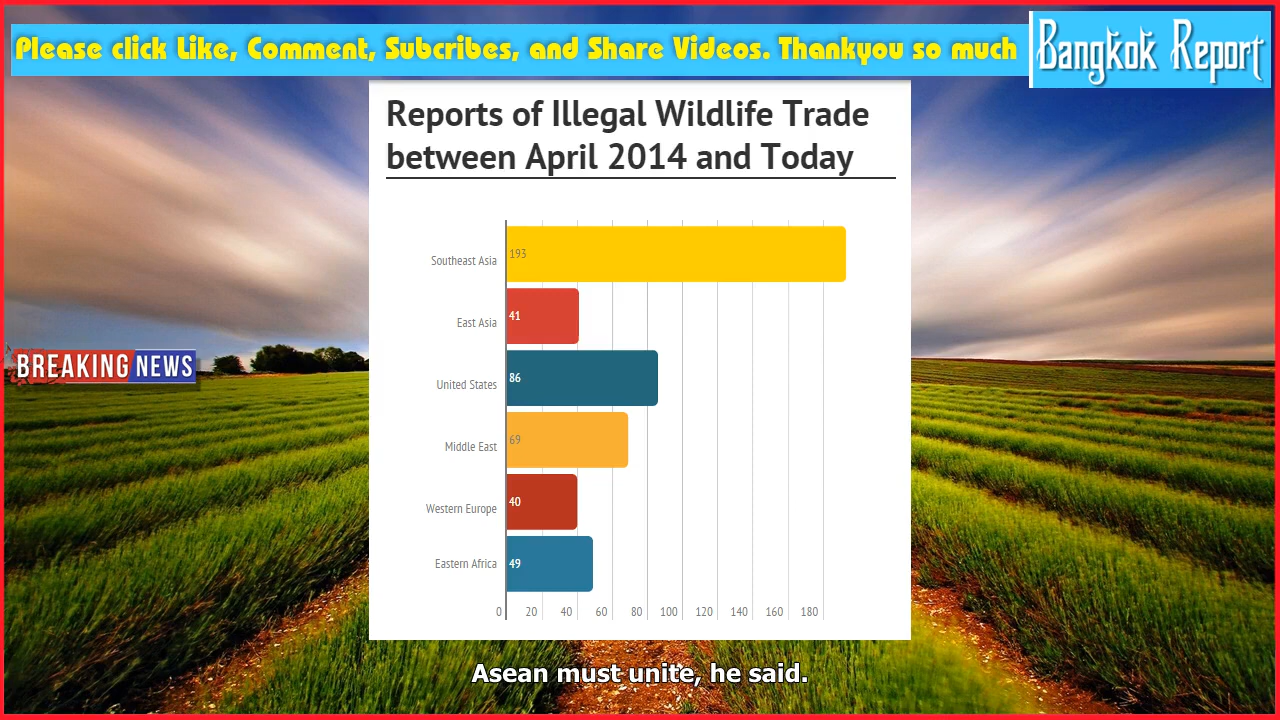 Please click Like, Comment, Subcribes, and Share Videos. Thankyou so much
Bangkok Report
Reports of Illegal Wildlife Trade
between April 2014 and Today
Southeast Asia 193
East Asia 41
United States 86
Middle East 69
Western Europe 40
Eastern Africa 49
0 20 40 60 80 100 120 140 160 180
BREAKING NEWS
Asean must unite, he said.